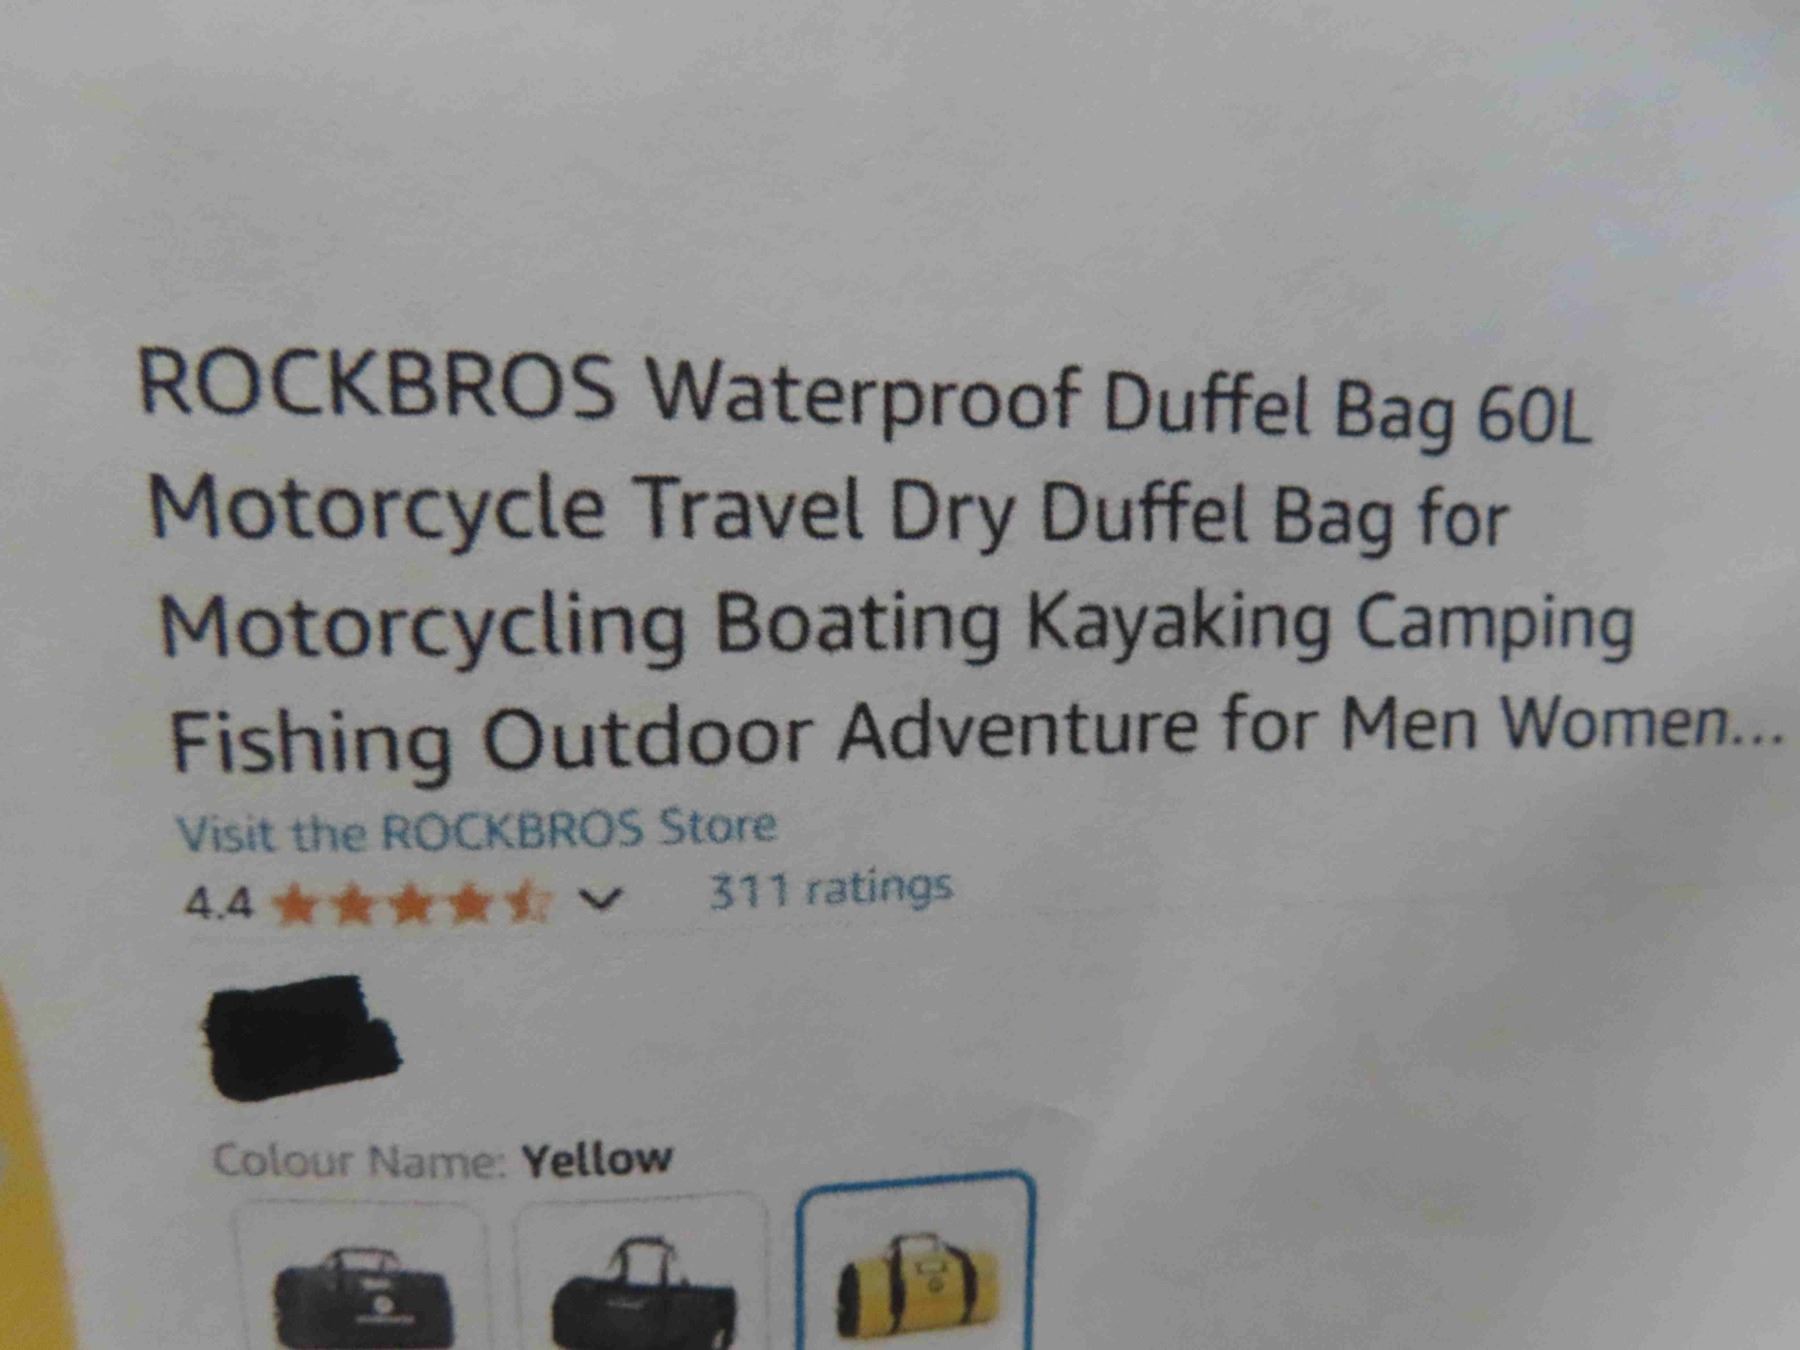 ROCKBROS Waterproof Duffel Bag 60L
Motorcycle Travel Dry Duffel Bag for
Motorcycling Boating Kayaking Camping
Fishing Outdoor Adventure for Men Women...
Visit the ROCKBROS Store
4.4 311 ratings
Colour Name: Yellow